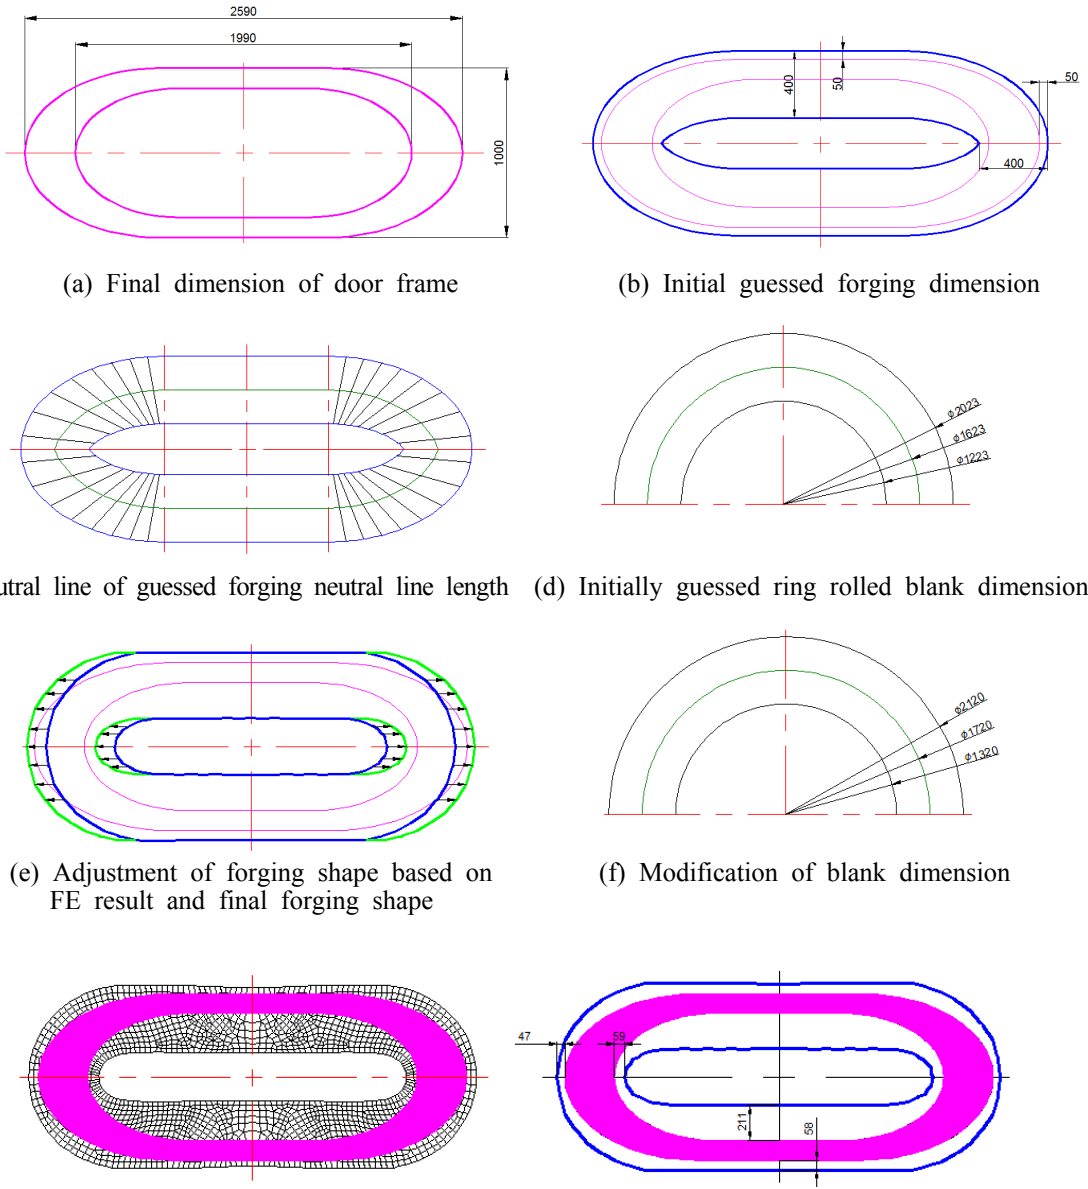 2590
1990
1000
(a) Final dimension of door frame
400
50
50
400
(b) Initial guessed forging dimension
utral line of guessed forging neutral line length
ϕ2023
ϕ1623
ϕ1223
(d) Initially guessed ring rolled blank dimension
(e) Adjustment of forging shape based on
FE result and final forging shape
ϕ2120
ϕ1720
ϕ1320
(f) Modification of blank dimension
47
59
211
58